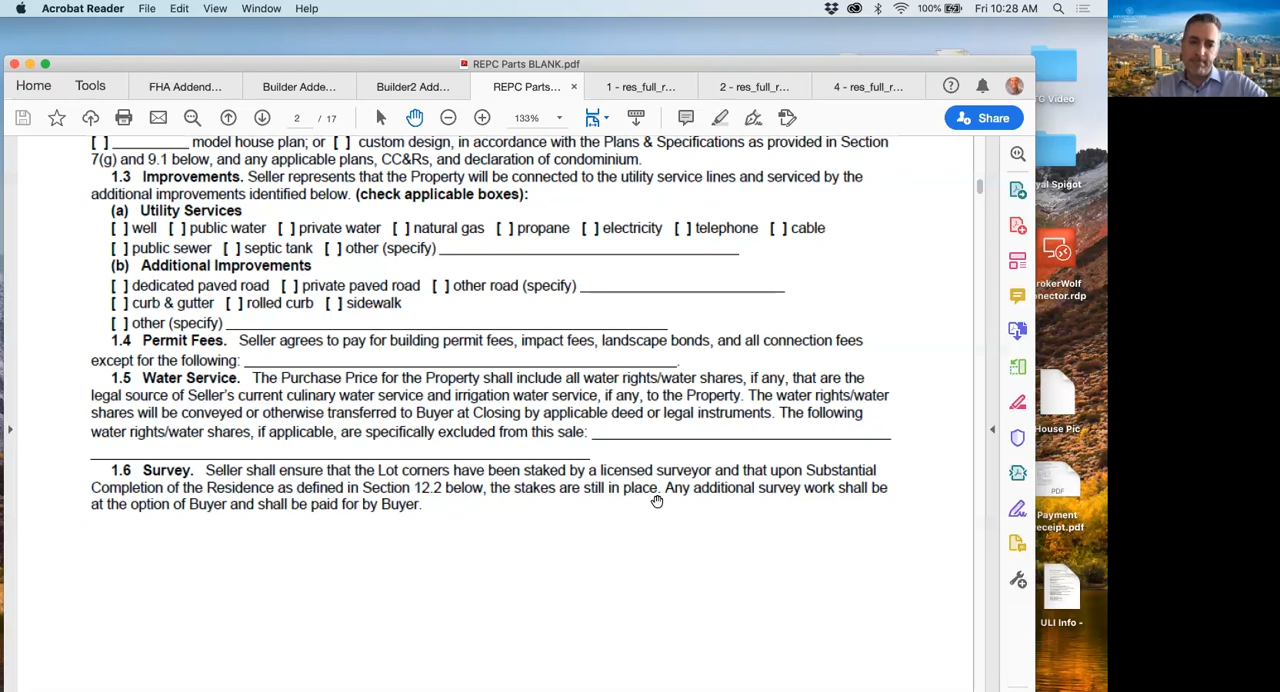 Acrobat Reader File Edit View Window Help 100% Fri 10:28 AM
REPC Parts BLANK.pdf
Home Tools FHA Addend... Builder Adde... Builder2 Add... REPC Parts... × 1 - res_full_r... 2 - res_full_r... 4 - res_full_r...
2 / 17 133% Share
[ ] __________ model house plan; or [ ] custom design, in accordance with the Plans & Specifications as provided in Section
7(g) and 9.1 below, and any applicable plans, CC&Rs, and declaration of condominium.
1.3 Improvements. Seller represents that the Property will be connected to the utility service lines and serviced by the
additional improvements identified below. (check applicable boxes):
(a) Utility Services
[ ] well [ ] public water [ ] private water [ ] natural gas [ ] propane [ ] electricity [ ] telephone [ ] cable
[ ] public sewer [ ] septic tank [ ] other (specify)
(b) Additional Improvements
[ ] dedicated paved road [ ] private paved road [ ] other road (specify)
[ ] curb & gutter [ ] rolled curb [ ] sidewalk
[ ] other (specify)
1.4 Permit Fees. Seller agrees to pay for building permit fees, impact fees, landscape bonds, and all connection fees
except for the following: .
1.5 Water Service. The Purchase Price for the Property shall include all water rights/water shares, if any, that are the
legal source of Seller's current culinary water service and irrigation water service, if any, to the Property. The water rights/water
shares will be conveyed or otherwise transferred to Buyer at Closing by applicable deed or legal instruments. The following
water rights/water shares, if applicable, are specifically excluded from this sale:
1.6 Survey. Seller shall ensure that the Lot corners have been staked by a licensed surveyor and that upon Substantial
Completion of the Residence as defined in Section 12.2 below, the stakes are still in place. Any additional survey work shall be
at the option of Buyer and shall be paid for by Buyer.
TG Video
yal Spigot
rokerWolf
nector.rdp
House Pic
PDF
Payment
eceipt.pdf
ULI Info -